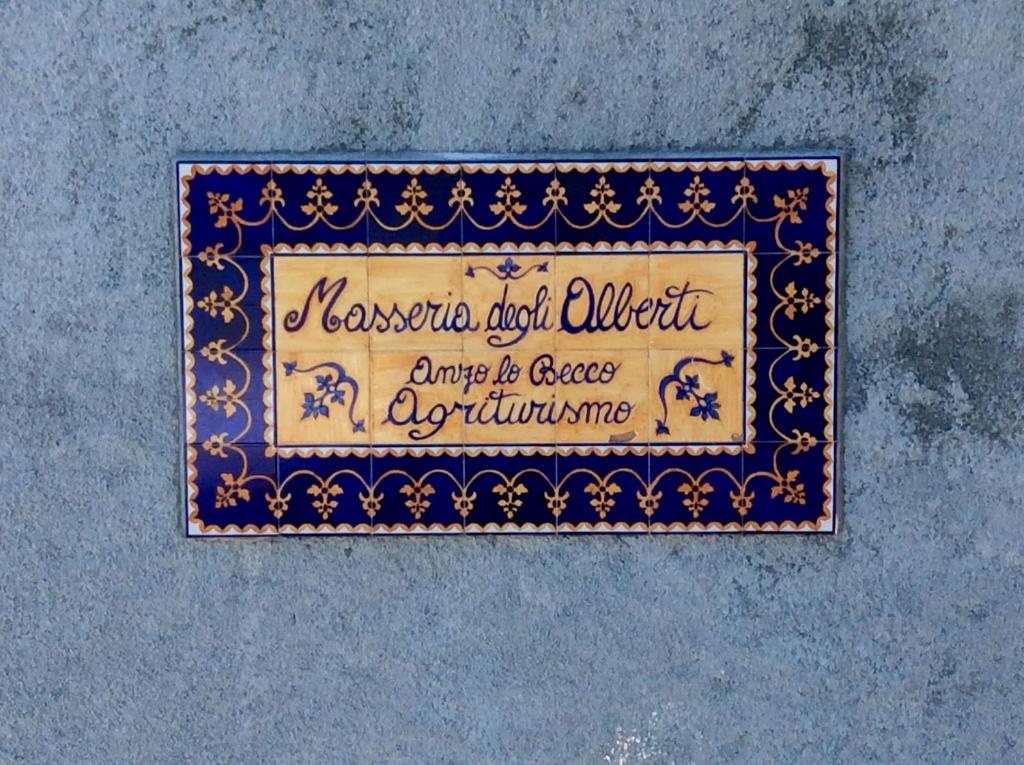 Masseria degli Alberti
Anzo lo Becco
Agriturismo